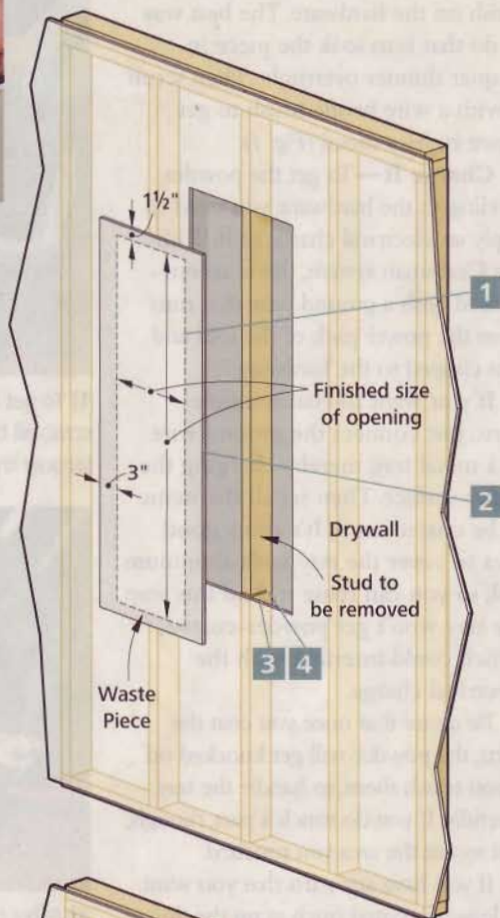 1½"
1
Finished size
of opening
3"
2
Drywall
Stud to
be removed
3 4
Waste
Piece